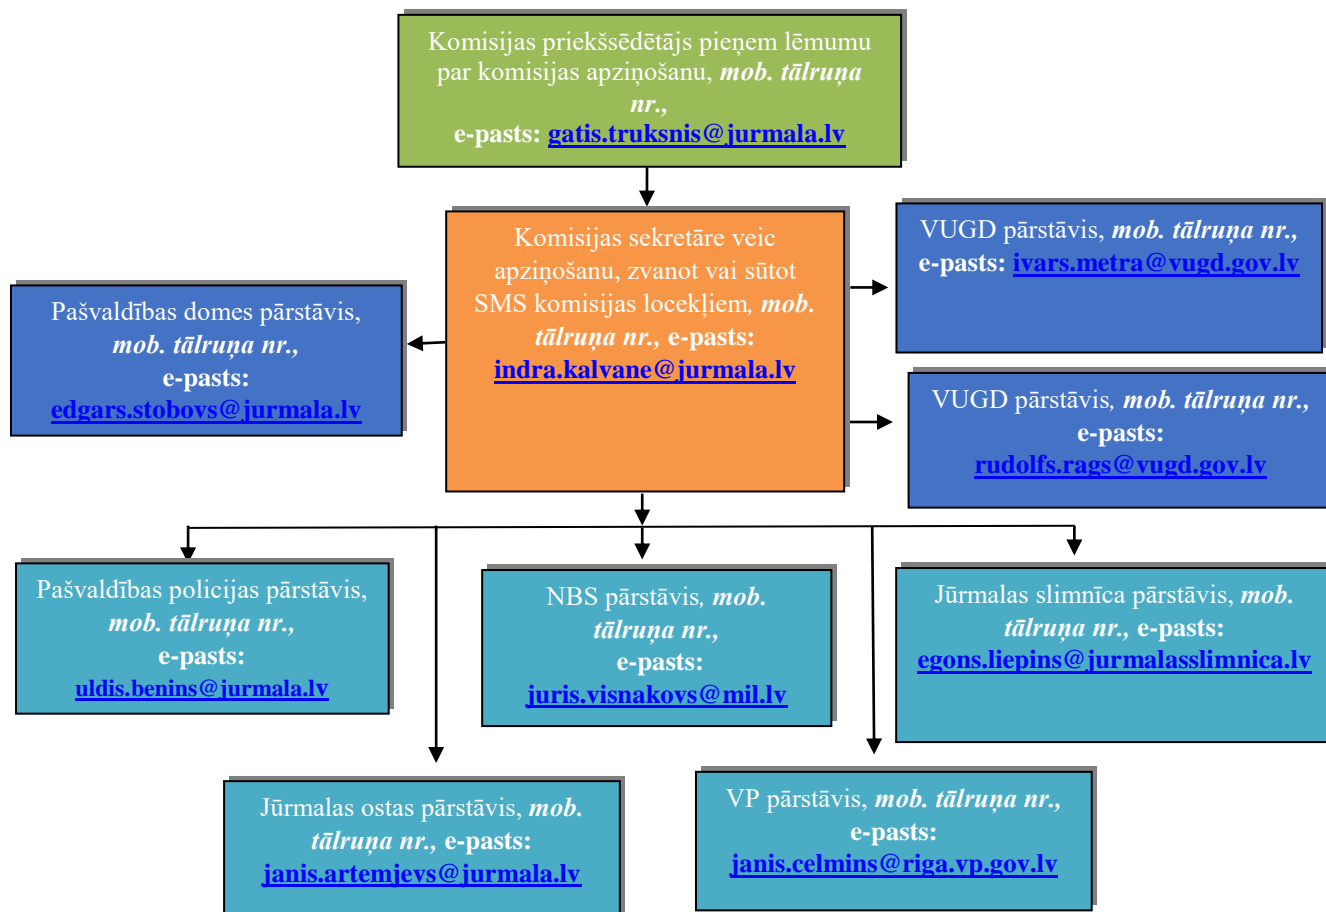 Komisijas priekšsēdētājs pieņem lēmumu
par komisijas apziņošanu, mob. tālruņa
nr.,
e-pasts: gatis.truksnis@jurmala.lv
Komisijas sekretāre veic
apziņošanu, zvanot vai sūtot
SMS komisijas locekļiem, mob.
tālruņa nr., e-pasts:
indra.kalvane@jurmala.lv
VUGD pārstāvis, mob. tālruņa nr.,
e-pasts: ivars.metra@vugd.gov.lv
Pašvaldības domes pārstāvis,
mob. tālruņa nr.,
e-pasts:
edgars.stobovs@jurmala.lv
VUGD pārstāvis, mob. tālruņa nr.,
e-pasts:
rudolfs.rags@vugd.gov.lv
Pašvaldības policijas pārstāvis,
mob. tālruņa nr.,
e-pasts:
uldis.benins@jurmala.lv
NBS pārstāvis, mob.
tālruņa nr.,
e-pasts:
juris.visnakovs@mil.lv
Jūrmalas slimnīca pārstāvis, mob.
tālruņa nr., e-pasts:
egons.liepins@jurmalasslimnica.lv
Jūrmalas ostas pārstāvis, mob.
tālruņa nr., e-pasts:
janis.artemjevs@jurmala.lv
VP pārstāvis, mob. tālruņa nr.,
e-pasts:
janis.celmins@riga.vp.gov.lv